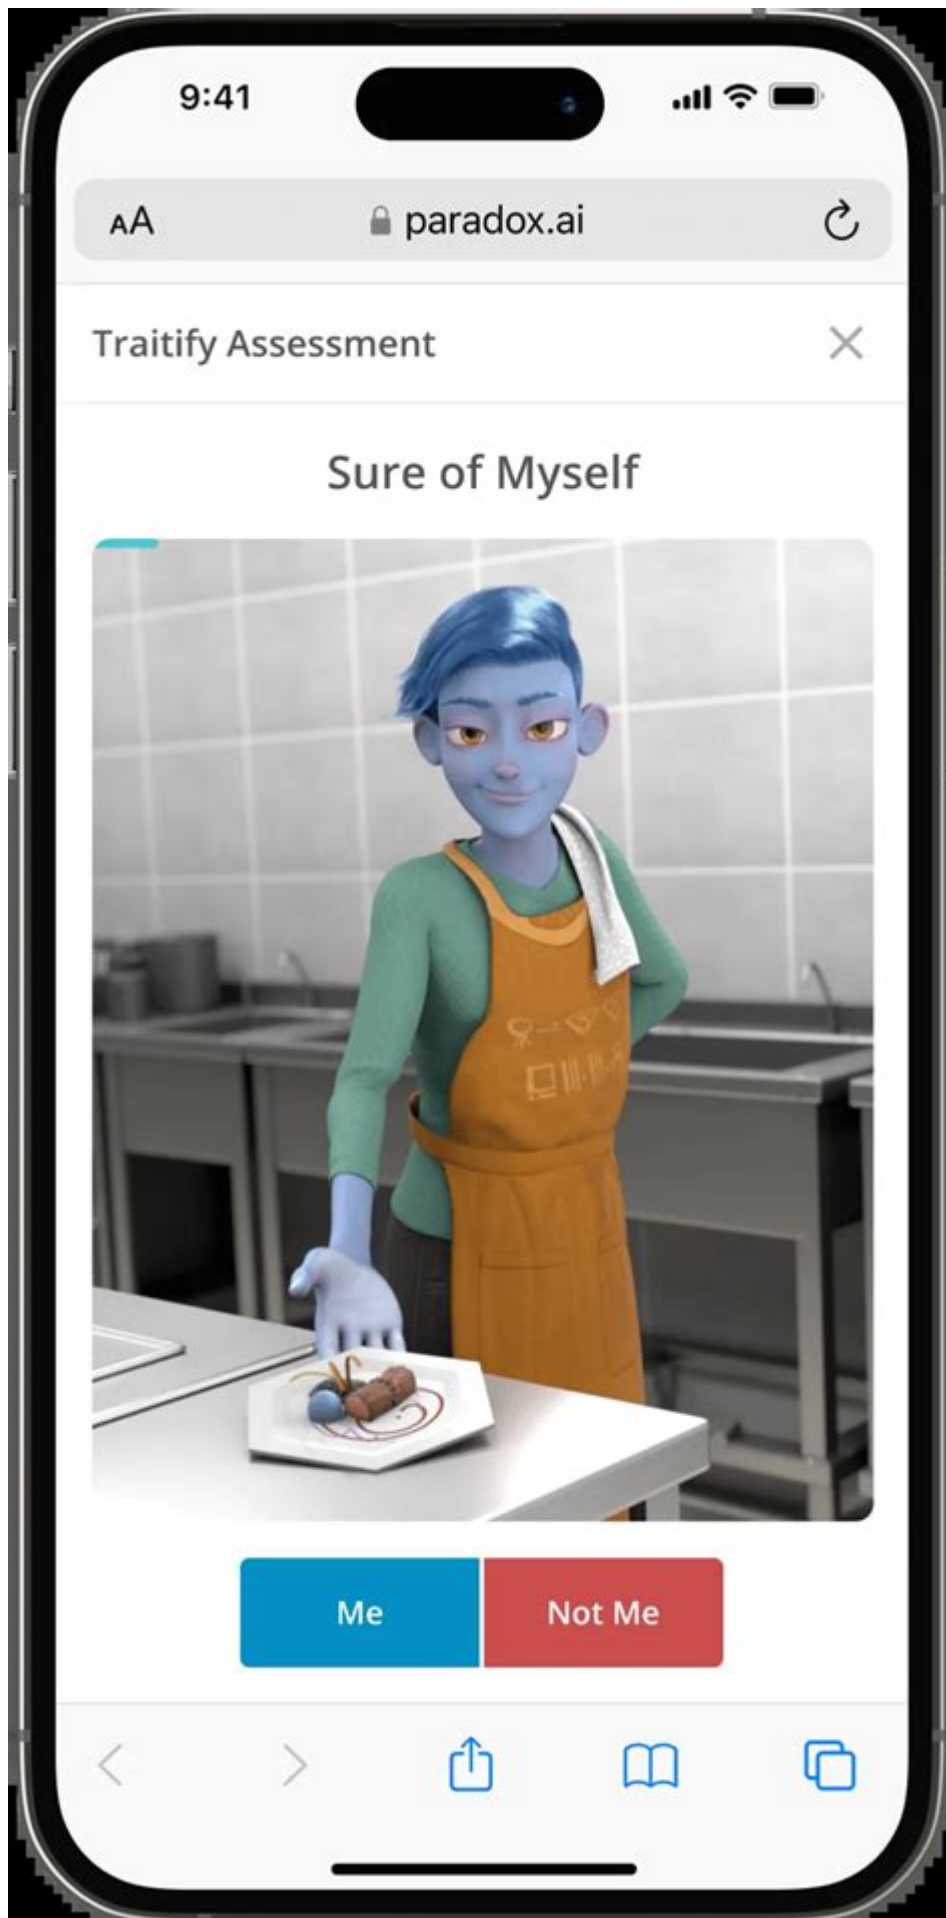 9:41
AA paradox.ai
Traitify Assessment
Sure of Myself
Me
Not Me